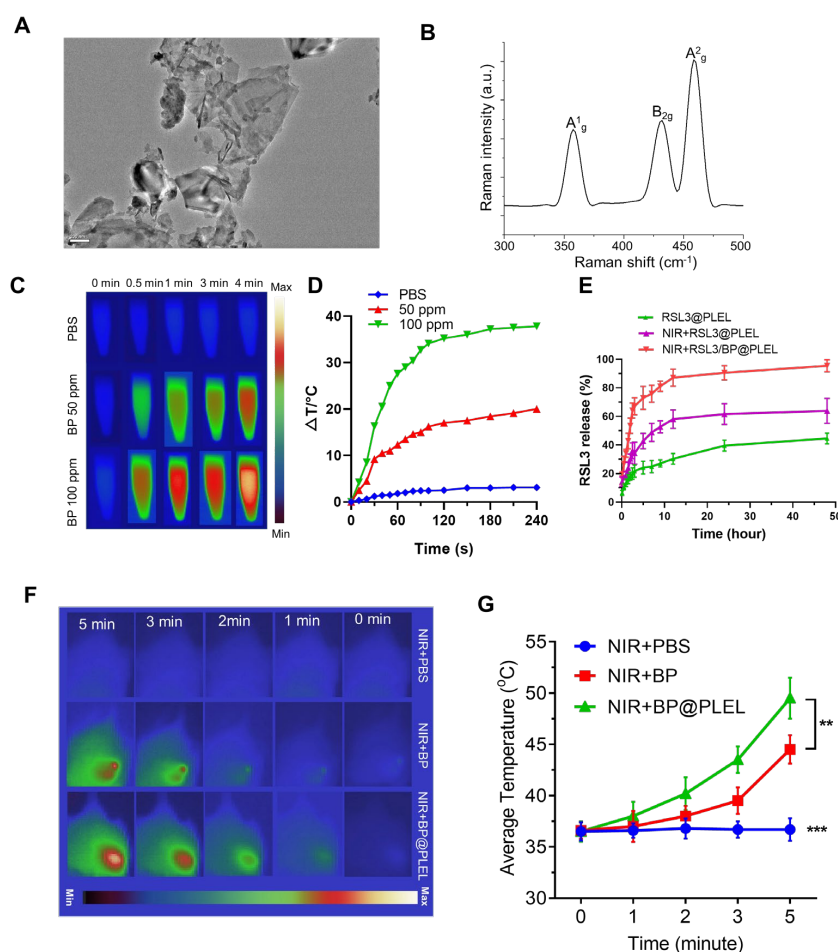 A
B
A¹g
B2g
A²g
Raman intensity (a.u.)
300 350 400 450 500
Raman shift (cm⁻¹)
C
0 min 0.5 min 1 min 3 min 4 min
PBS
BP 50 ppm
BP 100 ppm
Max
Min
D
PBS
50 ppm
100 ppm
△T/°C
40
30
20
10
0
0 60 120 180 240
Time (s)
E
RSL3@PLEL
NIR+RSL3@PLEL
NIR+RSL3/BP@PLEL
RSL3 release (%)
100
80
60
40
20
0
0 10 20 30 40 50
Time (hour)
F
5 min 3 min 2min 1 min 0 min
NIR+PBS
NIR+BP
NIR+BP@PLEL
Min
Max
G
NIR+PBS
NIR+BP
NIR+BP@PLEL
Average Temperature (⁰C)
55
50
45
40
35
30
**
***
0 1 2 3 5
Time (minute)